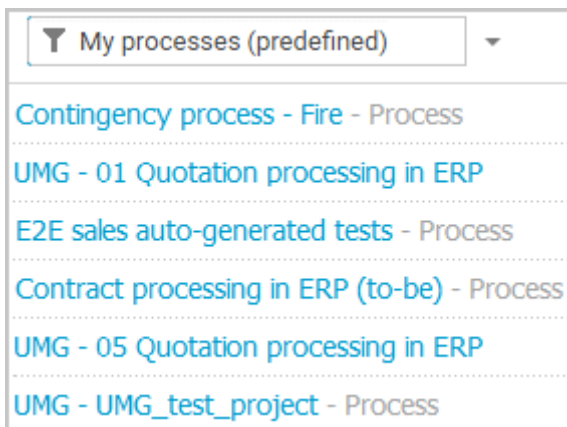 My processes (predefined)
Contingency process - Fire - Process
UMG - 01 Quotation processing in ERP
E2E sales auto-generated tests - Process
Contract processing in ERP (to-be) - Process
UMG - 05 Quotation processing in ERP
UMG - UMG_test_project - Process